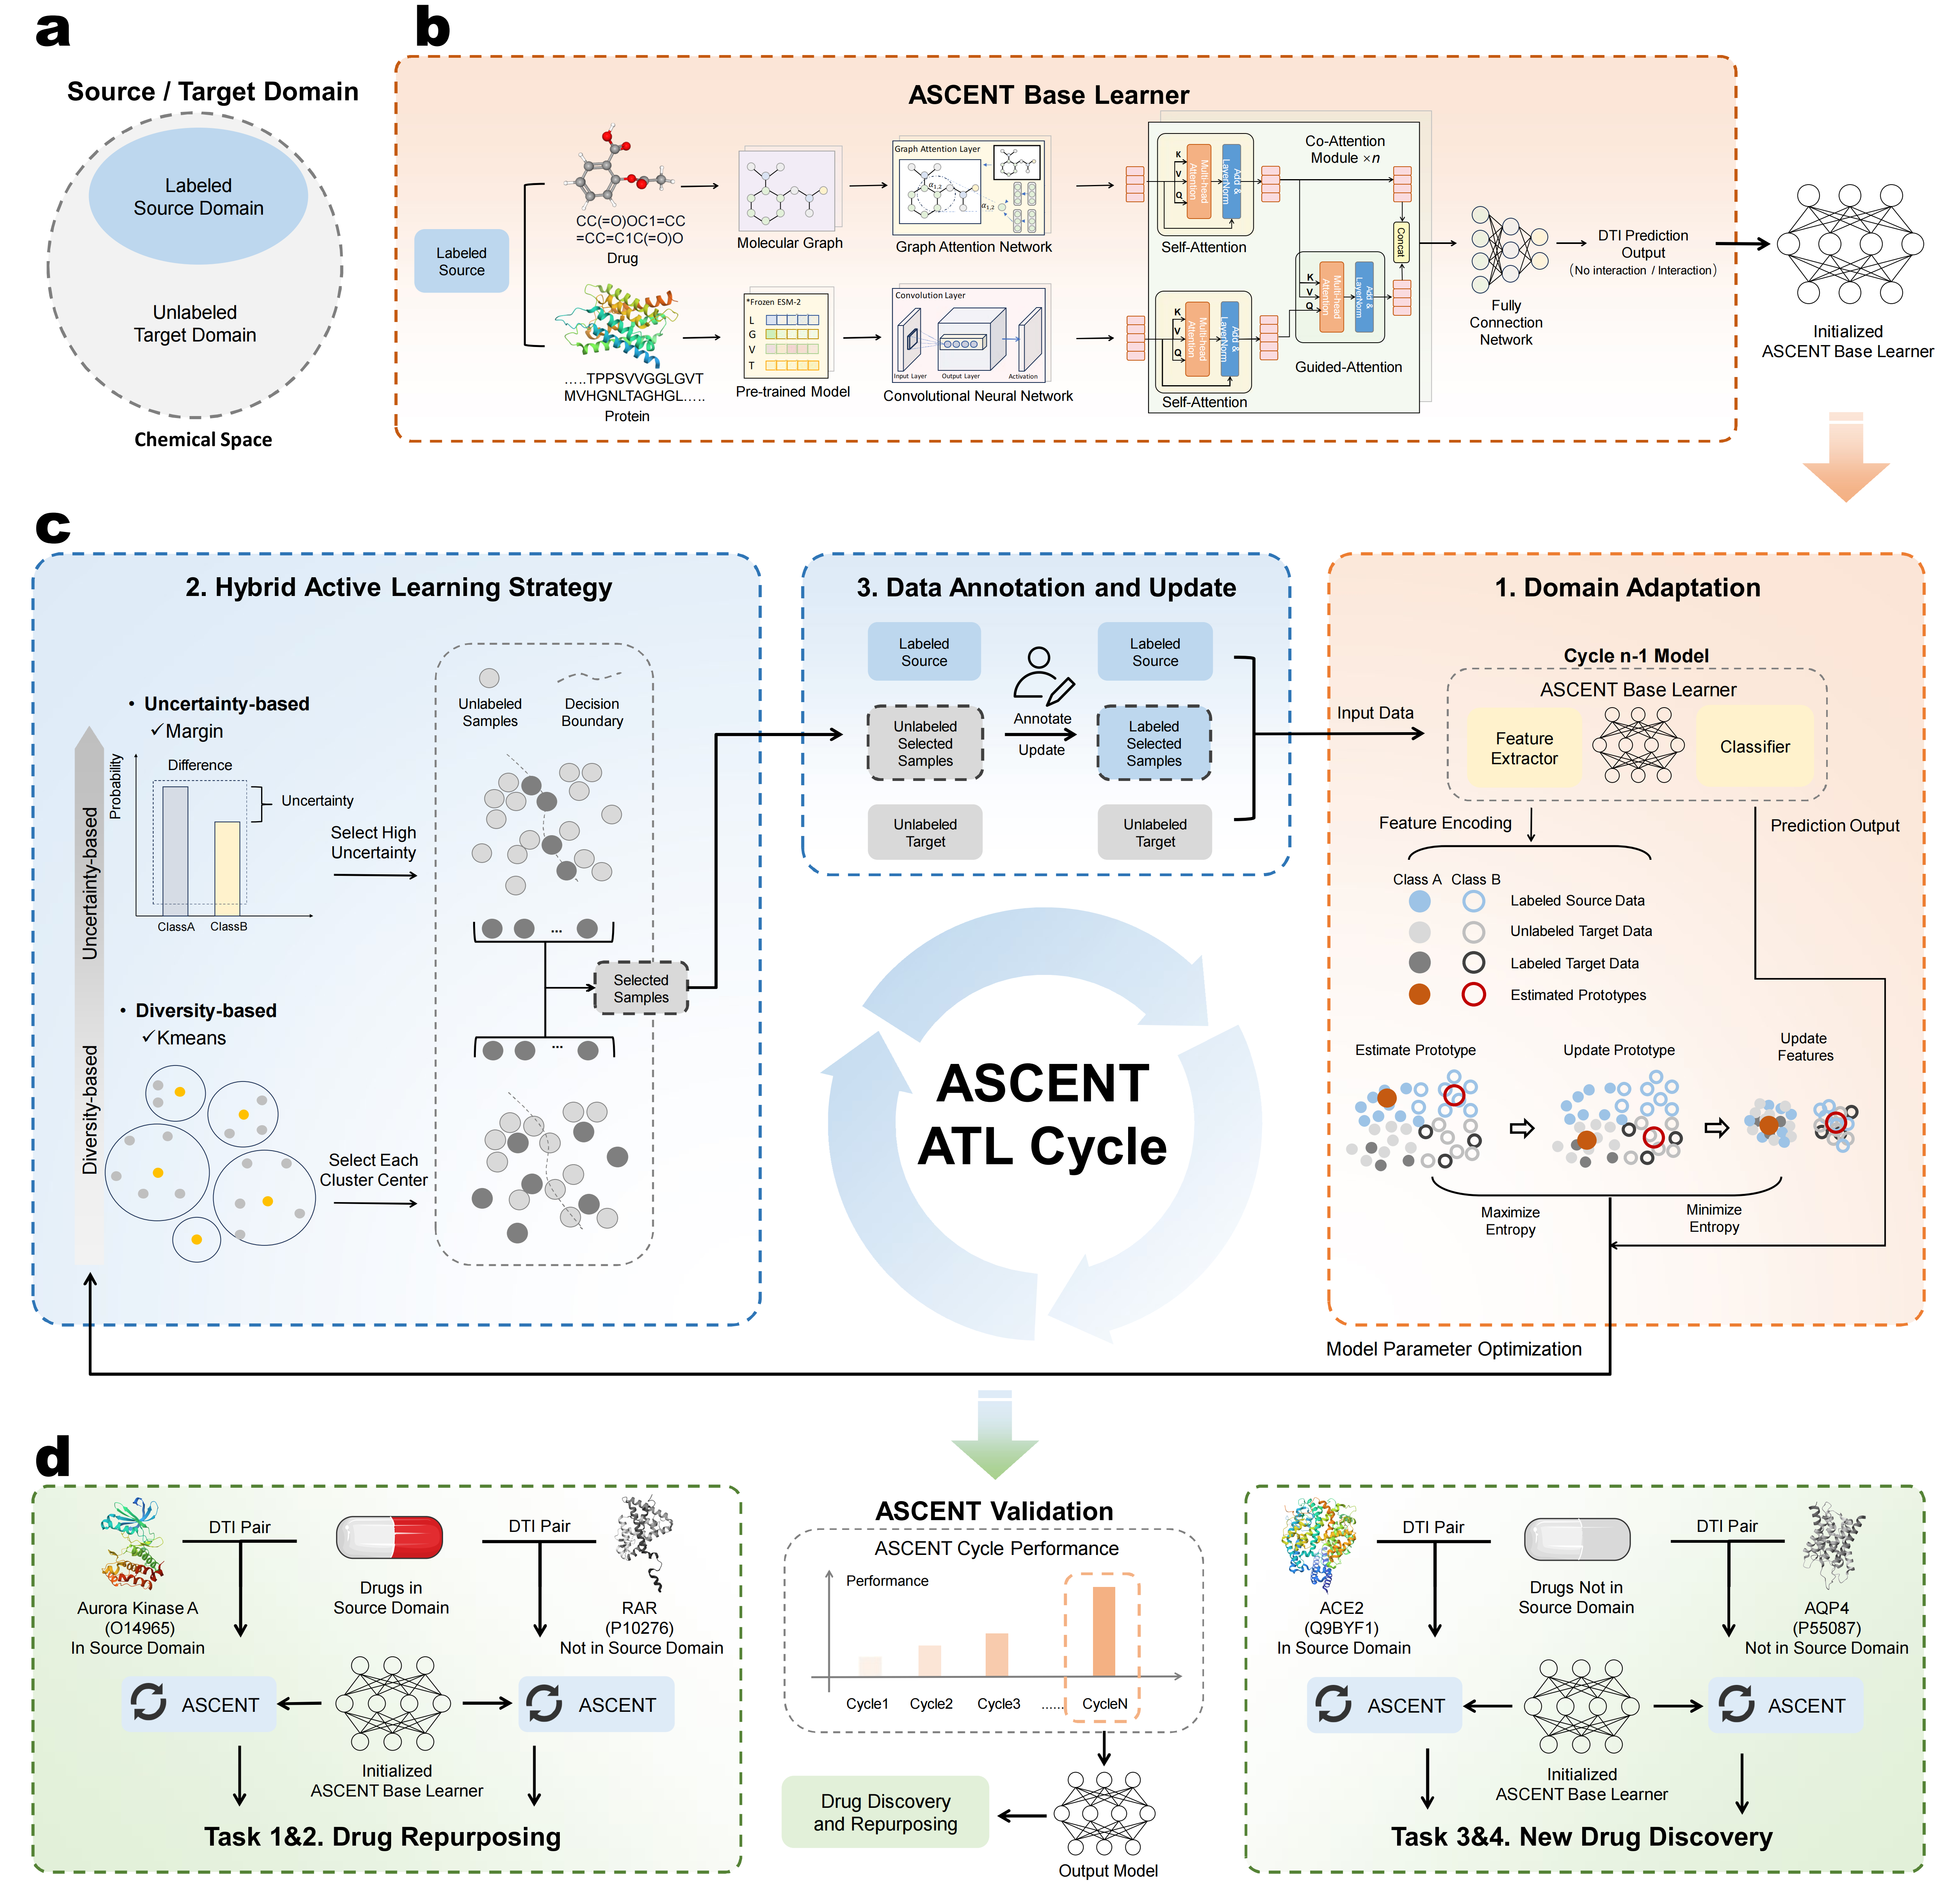 a
Source / Target Domain
Labeled
Source Domain
Unlabeled
Target Domain
Chemical Space
b
ASCENT Base Learner
Labeled
Source
CC(=O)OC1=CC
=CC=C1C(=O)O
Drug
Molecular Graph
Graph Attention Layer
α1,2
α1,2
Graph Attention Network
.....TPPSVVGGLGVT
MVHGNLTAGHGL.....
Protein
*Frozen ESM-2
L
G
V
T
Pre-trained Model
Convolution Layer
Input Layer
Output Layer
Activation
Convolutional Neural Network
Co-Attention
Module ×n
K
V
Q
Multi-head
Attention
Add &
LayerNorm
Self-Attention
K
V
Q
Multi-head
Attention
Add &
LayerNorm
Guided-Attention
K
V
Q
Multi-head
Attention
Add &
LayerNorm
Self-Attention
Concat
Fully
Connection
Network
DTI Prediction
Output
(No interaction / Interaction)
Initialized
ASCENT Base Learner
c
2. Hybrid Active Learning Strategy
Uncertainty-based
Diversity-based
• Uncertainty-based
✓Margin
Probability
Difference
Uncertainty
ClassA
ClassB
Select High
Uncertainty
• Diversity-based
✓Kmeans
Select Each
Cluster Center
Unlabeled
Samples
Decision
Boundary
...
Selected
Samples
...
3. Data Annotation and Update
Labeled
Source
Unlabeled
Selected
Samples
Unlabeled
Target
Annotate
Update
Labeled
Source
Labeled
Selected
Samples
Unlabeled
Target
ASCENT
ATL Cycle
Input Data
1. Domain Adaptation
Cycle n-1 Model
ASCENT Base Learner
Feature
Extractor
Classifier
Feature Encoding
Prediction Output
Class A Class B
Labeled Source Data
Unlabeled Target Data
Labeled Target Data
Estimated Prototypes
Estimate Prototype
Update Prototype
Update
Features
Maximize
Entropy
Minimize
Entropy
Model Parameter Optimization
d
DTI Pair
DTI Pair
Aurora Kinase A
(O14965)
In Source Domain
Drugs in
Source Domain
RAR
(P10276)
Not in Source Domain
ASCENT
ASCENT
Initialized
ASCENT Base Learner
Task 1&2. Drug Repurposing
ASCENT Validation
ASCENT Cycle Performance
Performance
Cycle1
Cycle2
Cycle3
......
CycleN
Drug Discovery
and Repurposing
Output Model
DTI Pair
DTI Pair
ACE2
(Q9BYF1)
In Source Domain
Drugs Not in
Source Domain
AQP4
(P55087)
Not in Source Domain
ASCENT
ASCENT
Initialized
ASCENT Base Learner
Task 3&4. New Drug Discovery